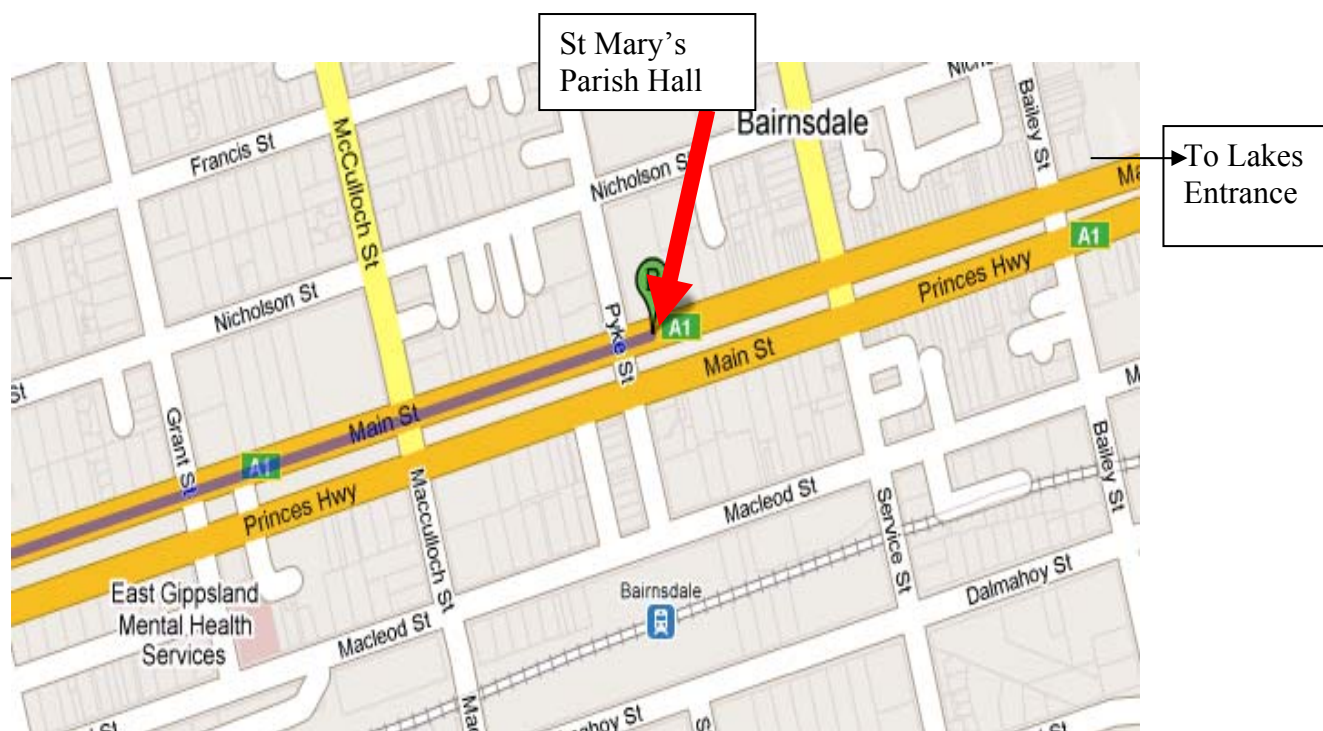 St Mary’s
Parish Hall
Bairnsdale
Bailey St
To Lakes
Entrance
Francis St
McCulloch St
Nicholson St
A1
Princes Hwy
Nicholson St
Pyke St
A1
Main St
St
Grant St
Main St
A1
Princes Hwy
Macculloch St
Macleod St
Service St
Bailey St
East Gippsland
Mental Health
Services
Bairnsdale
Dalmahoy St
Macleod St